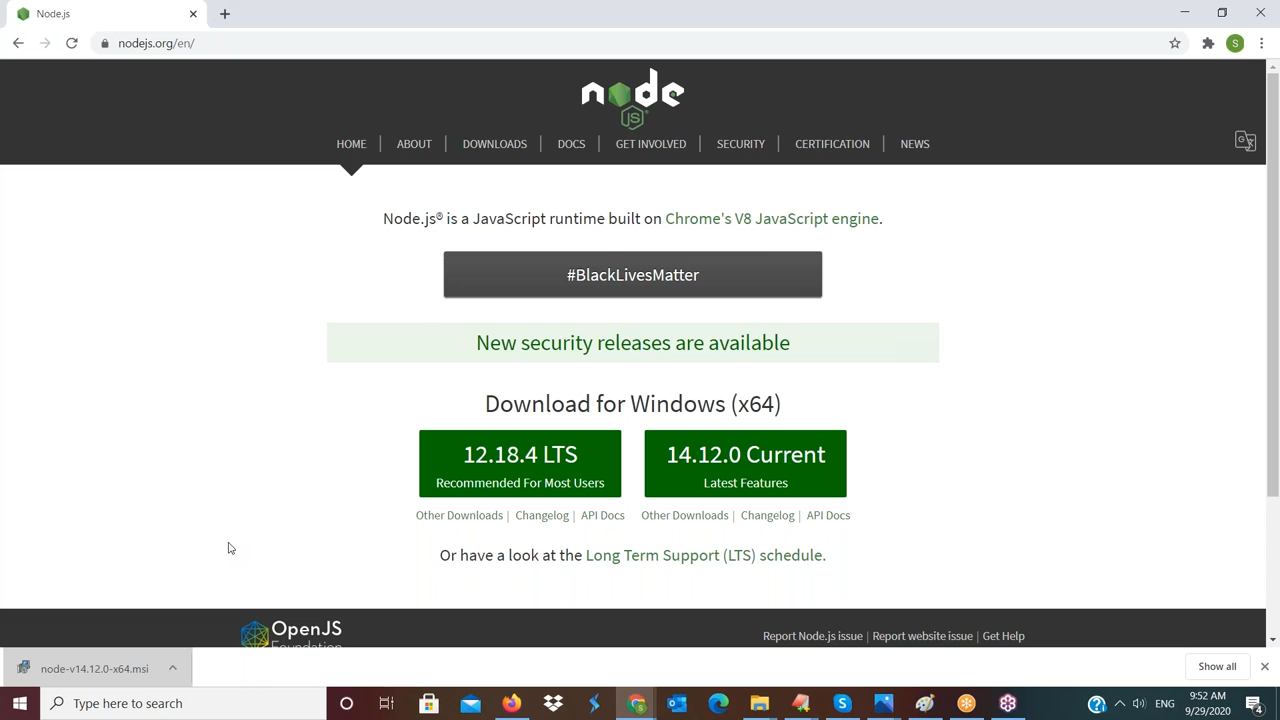 Node.js
nodejs.org/en/
S
node
JS
HOME
ABOUT
DOWNLOADS
DOCS
GET INVOLVED
SECURITY
CERTIFICATION
NEWS
Node.js® is a JavaScript runtime built on Chrome's V8 JavaScript engine.
#BlackLivesMatter
New security releases are available
Download for Windows (x64)
12.18.4 LTS
Recommended For Most Users
14.12.0 Current
Latest Features
Other Downloads | Changelog | API Docs
Other Downloads | Changelog | API Docs
Or have a look at the Long Term Support (LTS) schedule.
OpenJS
Foundation
Report Node.js issue | Report website issue | Get Help
node-v14.12.0-x64.msi
Show all
Type here to search
ENG
9:52 AM
9/29/2020
4